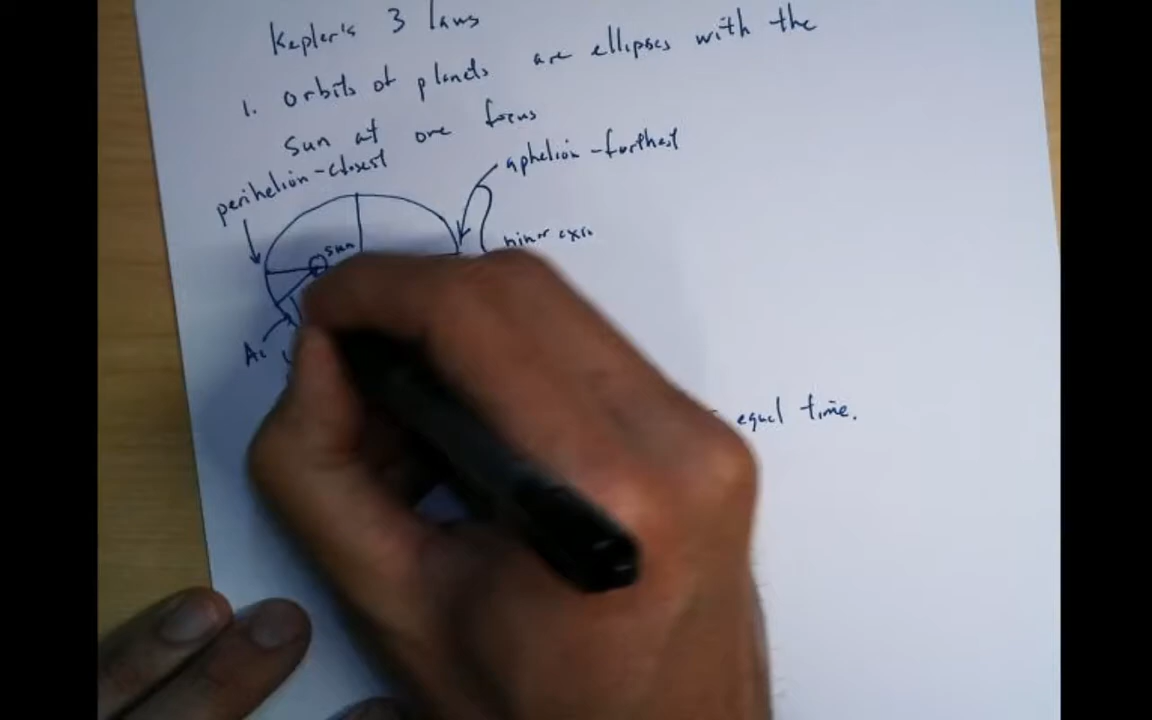 Kepler's 3 laws
1. orbits of planets are ellipses with the
Sun at one focus
perihelion-closest
aphelion-furthest
sun
minor axis
equal time.